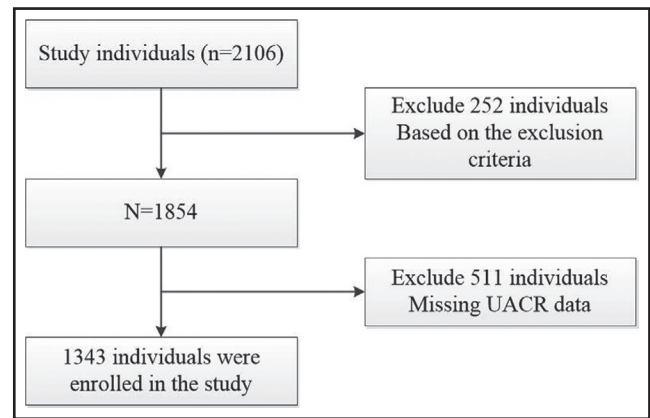 Study individuals (n=2106)
Exclude 252 individuals
Based on the exclusion
criteria
N=1854
Exclude 511 individuals
Missing UACR data
1343 individuals were
enrolled in the study